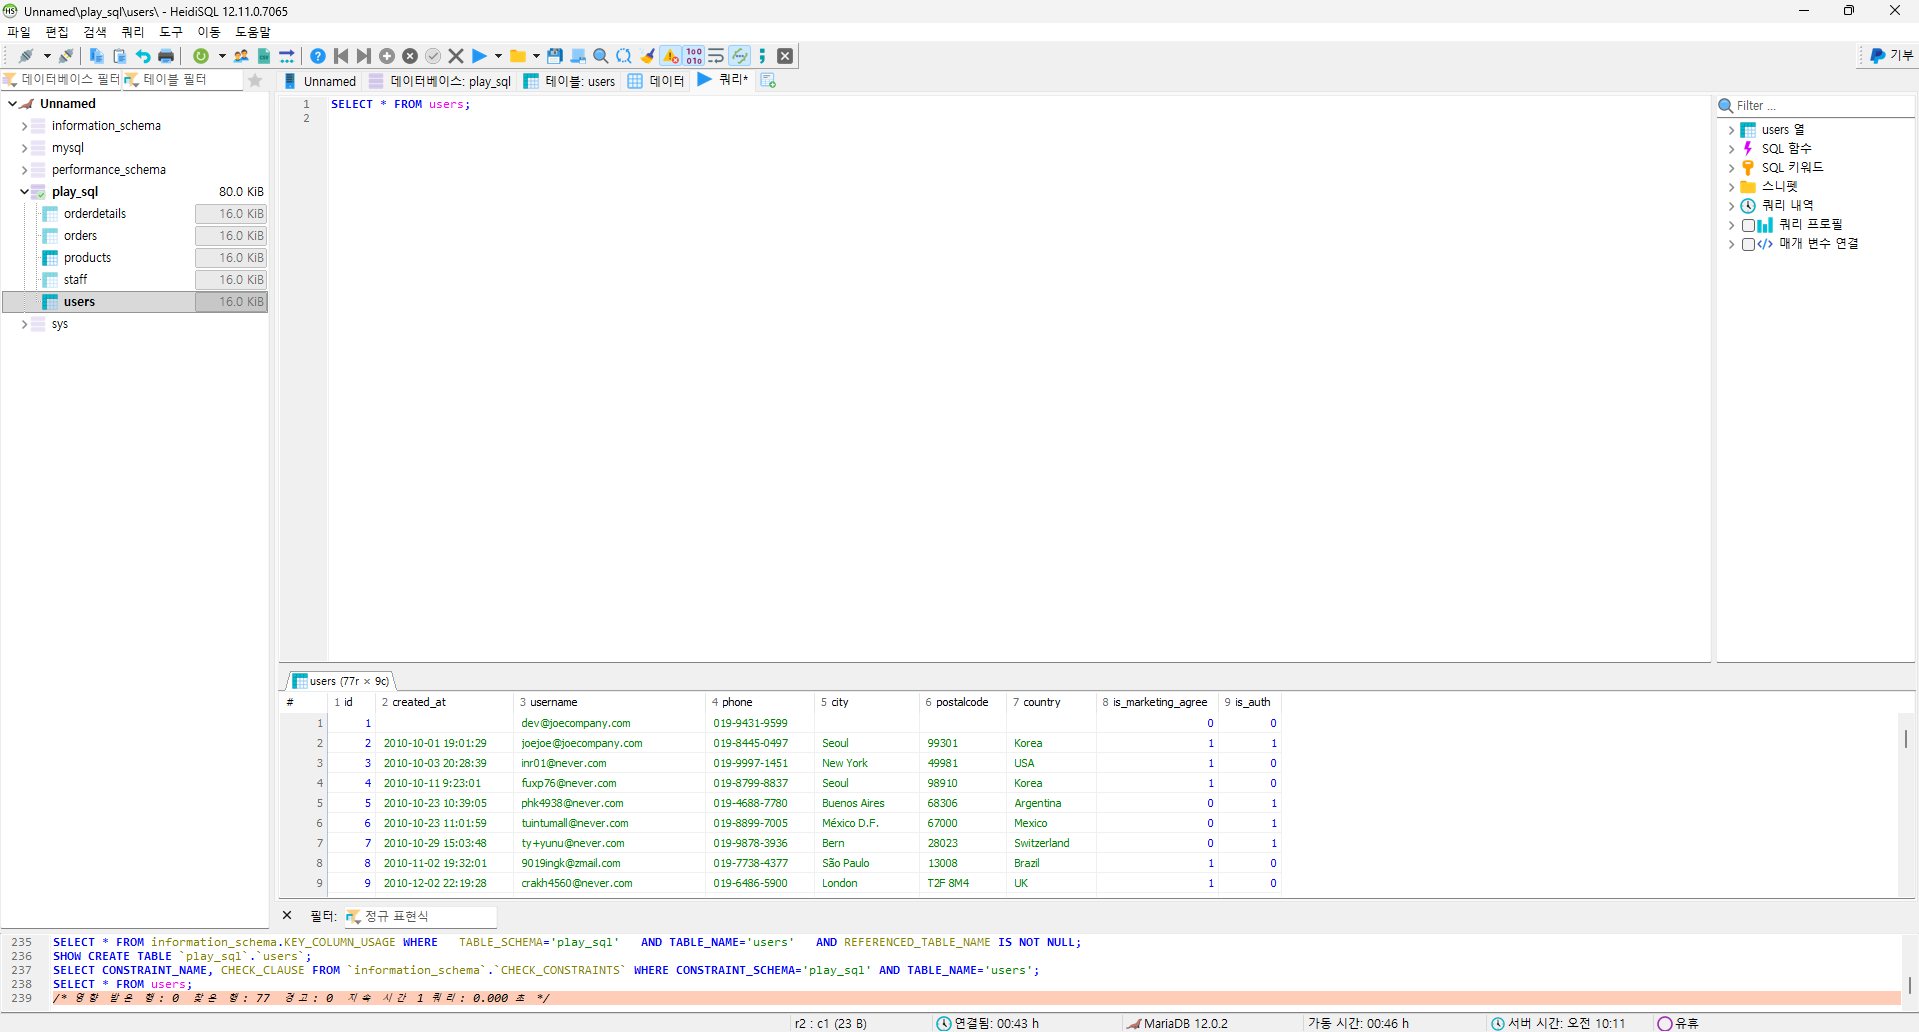 Unnamed\play_sql\users\ - HeidiSQL 12.11.0.7065
파일 편집 검색 쿼리 도구 이동 도움말
기부
데이터베이스 필터 테이블 필터
Unnamed 데이터베이스: play_sql 테이블: users 데이터 쿼리*
Unnamed
information_schema
mysql
performance_schema
play_sql 80.0 KiB
orderdetails 16.0 KiB
orders 16.0 KiB
products 16.0 KiB
staff 16.0 KiB
users 16.0 KiB
sys
1 SELECT * FROM users;
2
Filter ...
users 열
SQL 함수
SQL 키워드
스니펫
쿼리 내역
쿼리 프로필
매개 변수 연결
users (77r × 9c)
# 1 id 2 created_at 3 username 4 phone 5 city 6 postalcode 7 country 8 is_marketing_agree 9 is_auth
1 1 dev@joecompany.com 019-9431-9599 0 0
2 2 2010-10-01 19:01:29 joejoe@joecompany.com 019-8445-0497 Seoul 99301 Korea 1 1
3 3 2010-10-03 20:28:39 inr01@never.com 019-9997-1451 New York 49981 USA 1 0
4 4 2010-10-11 9:23:01 fuxp76@never.com 019-8799-8837 Seoul 98910 Korea 1 0
5 5 2010-10-23 10:39:05 phk4938@never.com 019-4688-7780 Buenos Aires 68306 Argentina 0 1
6 6 2010-10-23 11:01:59 tuintumall@never.com 019-8899-7005 México D.F. 67000 Mexico 0 1
7 7 2010-10-29 15:03:48 ty+yunu@never.com 019-9878-3936 Bern 28023 Switzerland 0 1
8 8 2010-11-02 19:32:01 9019ingk@zmail.com 019-7738-4377 São Paulo 13008 Brazil 1 0
9 9 2010-12-02 22:19:28 crakh4560@never.com 019-6486-5900 London T2F 8M4 UK 1 0
필터: 정규 표현식
235 SELECT * FROM information_schema.KEY_COLUMN_USAGE WHERE TABLE_SCHEMA='play_sql' AND TABLE_NAME='users' AND REFERENCED_TABLE_NAME IS NOT NULL;
236 SHOW CREATE TABLE `play_sql`.`users`;
237 SELECT CONSTRAINT_NAME, CHECK_CLAUSE FROM `information_schema`.`CHECK_CONSTRAINTS` WHERE CONSTRAINT_SCHEMA='play_sql' AND TABLE_NAME='users';
238 SELECT * FROM users;
239 /* 영향 받은 행: 0 찾은 행: 77 경고: 0 지속 시간 1 쿼리: 0.000 초 */
r2 : c1 (23 B) 연결됨: 00:43 h MariaDB 12.0.2 가동 시간: 00:46 h 서버 시간: 오전 10:11 유휴